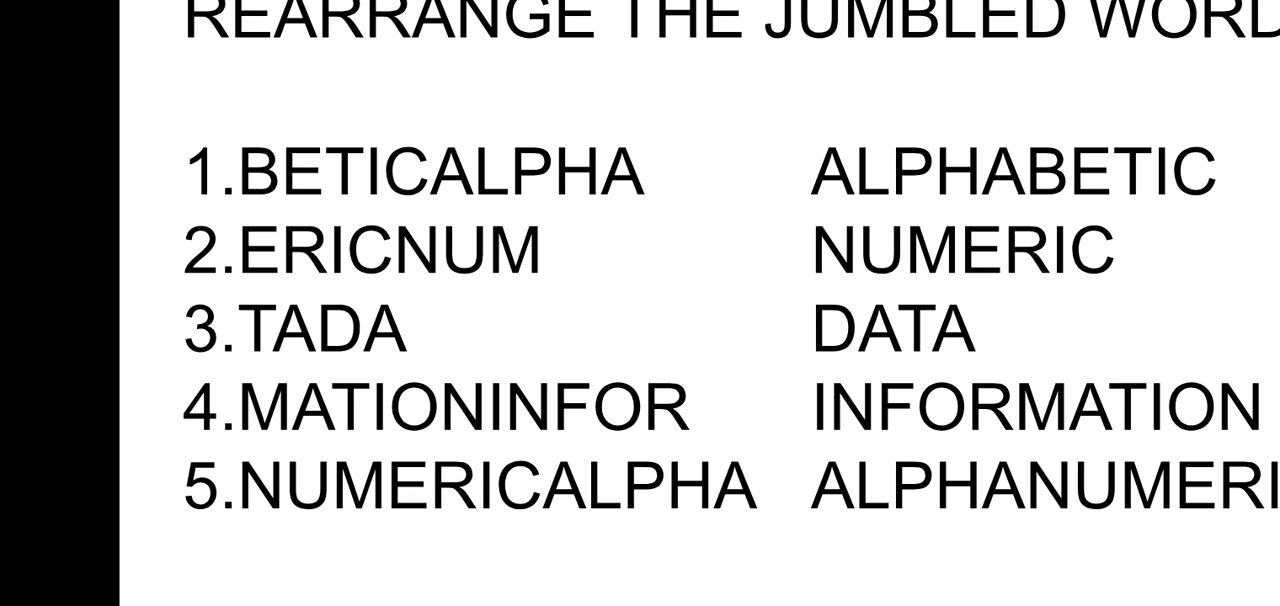 REARRANGE THE JUMBLED WORD
1.BETICALPHA ALPHABETIC
2.ERICNUM NUMERIC
3.TADA DATA
4.MATIONINFOR INFORMATION
5.NUMERICALPHA ALPHANUMERI